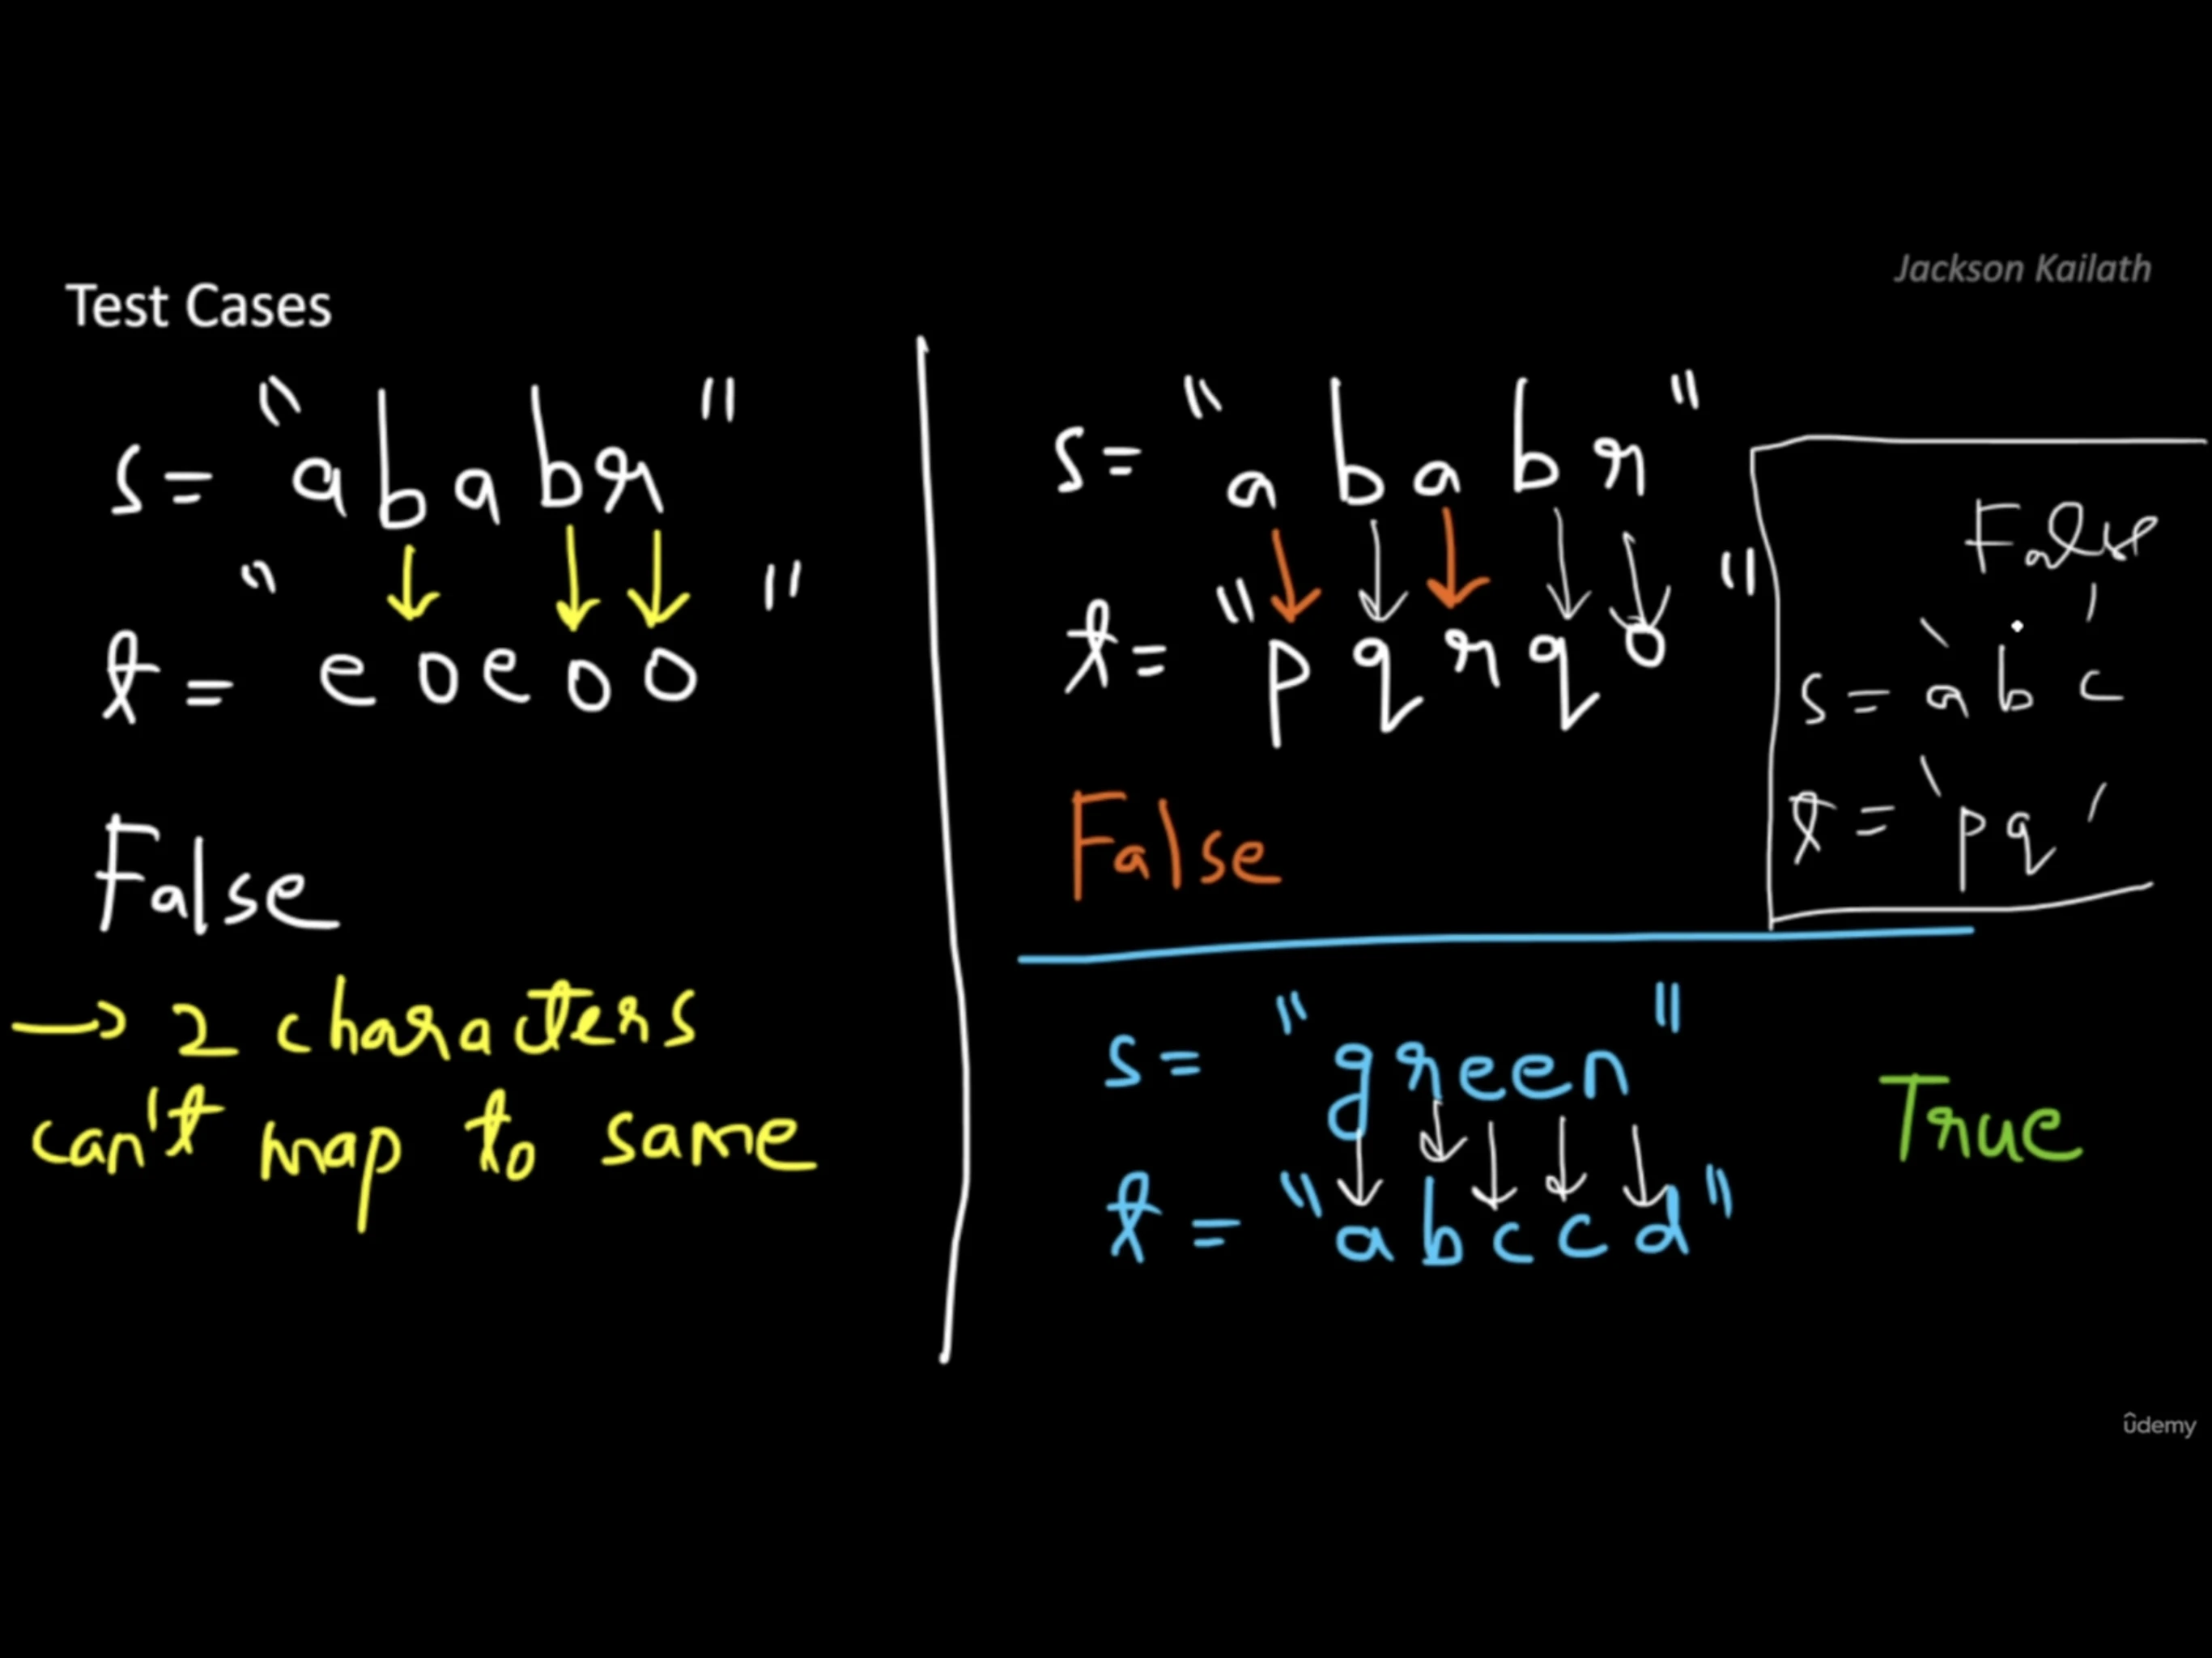 Jackson Kailath
Test Cases
s = "ababr"
t = "eoeoo"
False
→ 2 characters
can't map to same
s = "ababr"
t = "pqrqo"
False
False
s = 'abc'
t = 'pq'
s = "green"
t = "abccd"
True
ûdemy